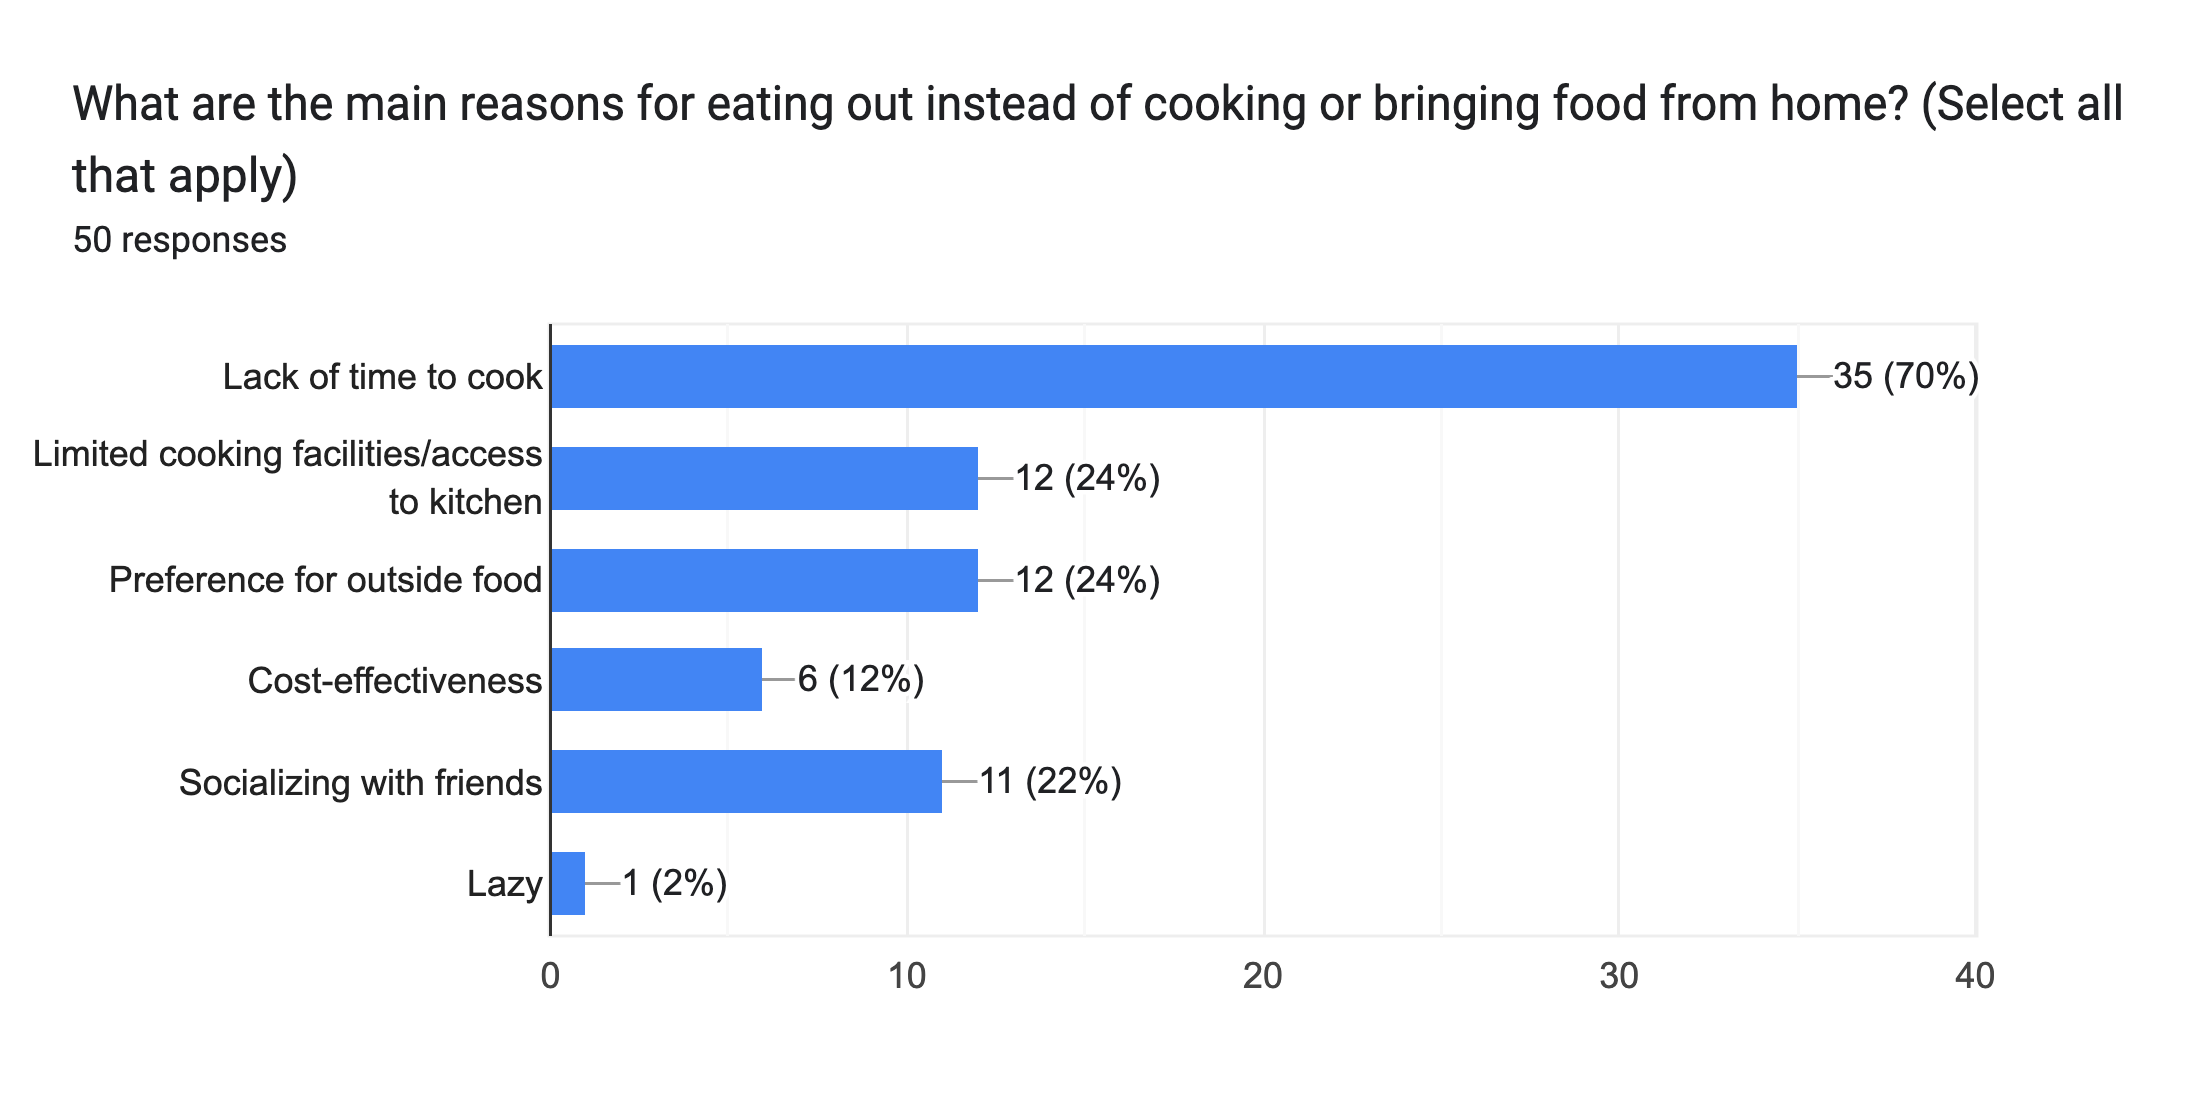 What are the main reasons for eating out instead of cooking or bringing food from home? (Select all
that apply)
50 responses
Lack of time to cook
35 (70%)
Limited cooking facilities/access
to kitchen
12 (24%)
Preference for outside food
12 (24%)
Cost-effectiveness
6 (12%)
Socializing with friends
11 (22%)
Lazy
1 (2%)
0
10
20
30
40